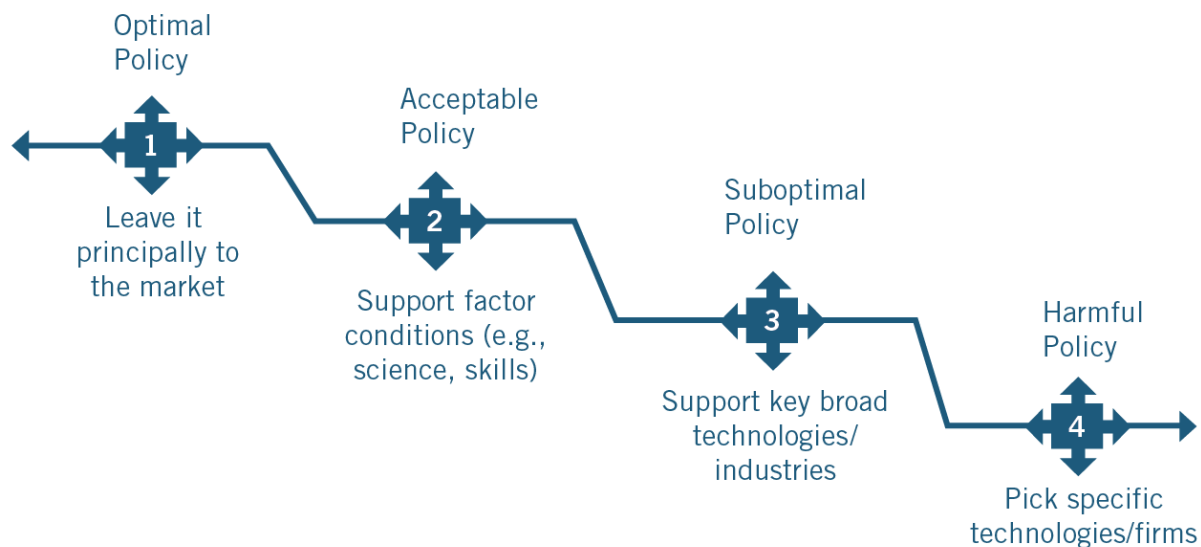 Optimal
Policy
1
Leave it
principally to
the market
Acceptable
Policy
2
Support factor
conditions (e.g.,
science, skills)
Suboptimal
Policy
3
Support key broad
technologies/
industries
Harmful
Policy
4
Pick specific
technologies/firms